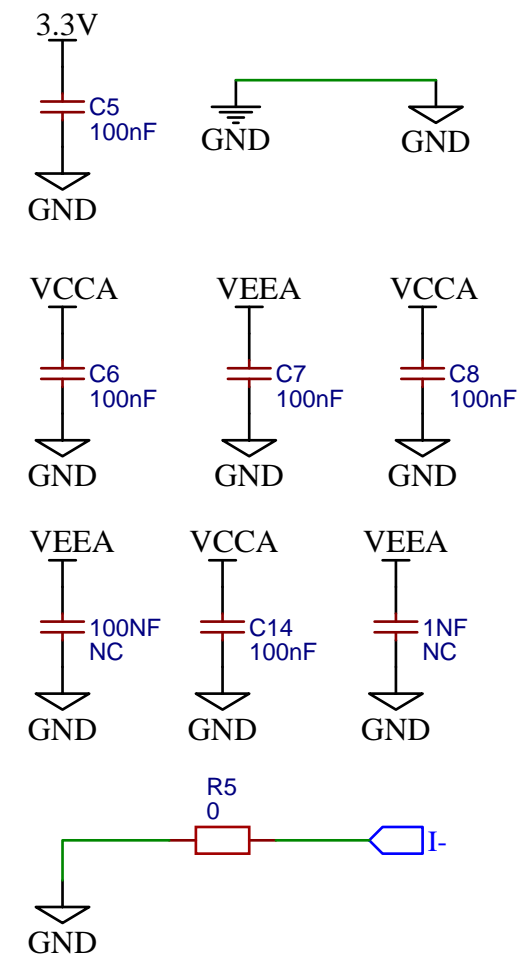 3.3V
C5
100nF
GND
GND
GND
VCCA
C6
100nF
GND
VEEA
C7
100nF
GND
VCCA
C8
100nF
GND
VEEA
100NF
NC
GND
VCCA
C14
100nF
GND
VEEA
1NF
NC
GND
R5
0
I-
GND